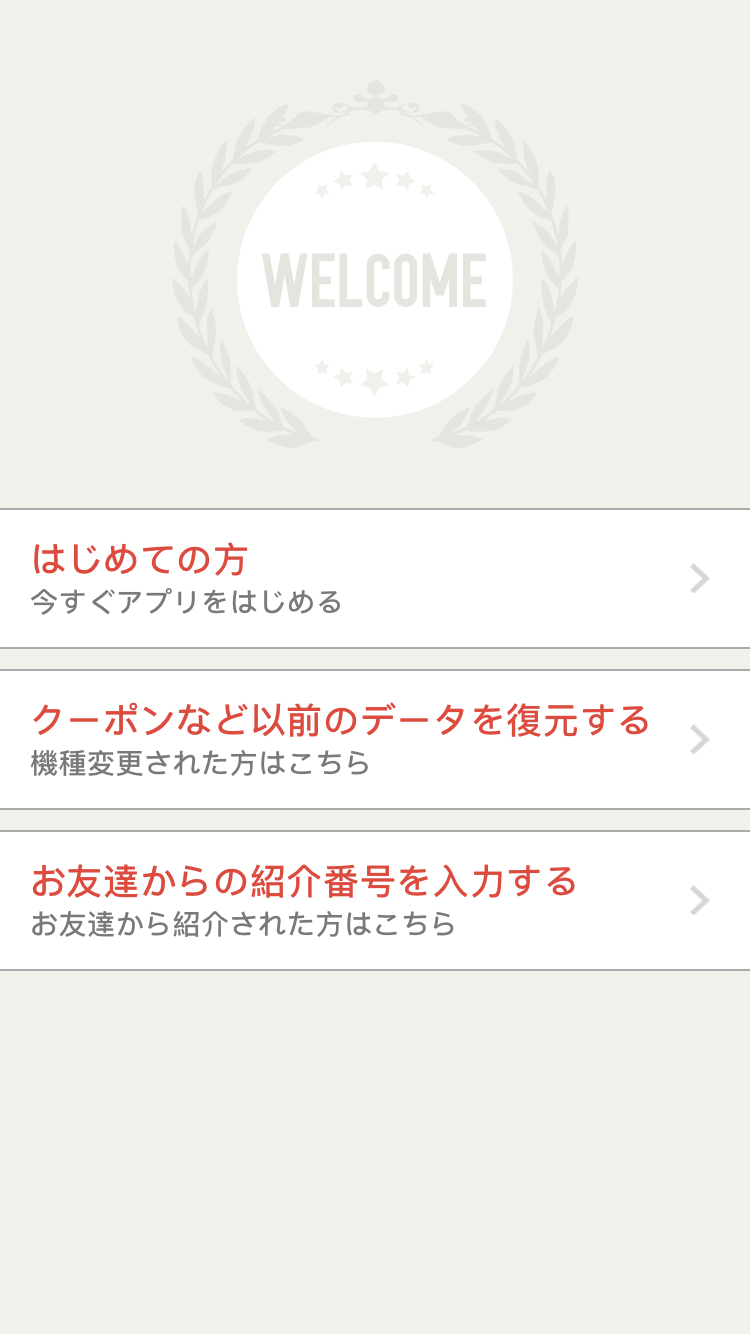 WELCOME
はじめての方
今すぐアプリをはじめる
クーポンなど以前のデータを復元する
機種変更された方はこちら
お友達からの紹介番号を入力する
お友達から紹介された方はこちら